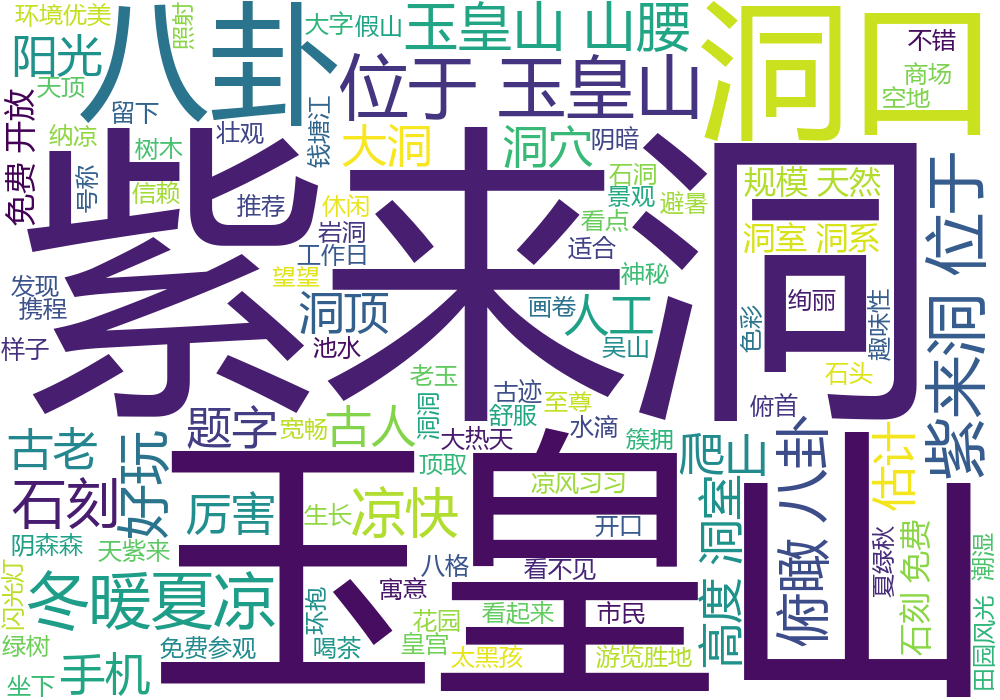 环境优美
照射
八卦
大字
假山
玉皇山 山腰
洞口
不错
阳光
天顶
位于 玉皇山
商场
空地
免费 开放
留下
壮观
钱塘江
纳凉
树木
号称
信赖
推荐
休闲
大洞
洞穴
阴暗
石洞
景观
避暑
看点
规模 天然
洞室 洞系
紫来洞 位于
紫来洞
岩洞
工作日
适合
神秘
望望
发现
携程
洞顶
画卷
人工
绚丽
色彩
趣味性
样子
池水
吴山
老玉
石头
古迹
至尊
俯首
题字
宽畅
古人
洞洞
舒服
水滴
大热天
簇拥
古老
好玩
顶取
爬山
俯瞰 八卦
估计
石刻
厉害
生长
凉快
凉风习习
开口
高度 洞室
玉皇山
阴森森
天紫来
八格
看不见
夏绿秋
石刻 免费
潮湿
闪光灯
冬暖夏凉
环抱
寓意
花园
看起来
市民
田园风光
绿树
免费参观
喝茶
皇宫
太黑孩
游览胜地
坐下
手机